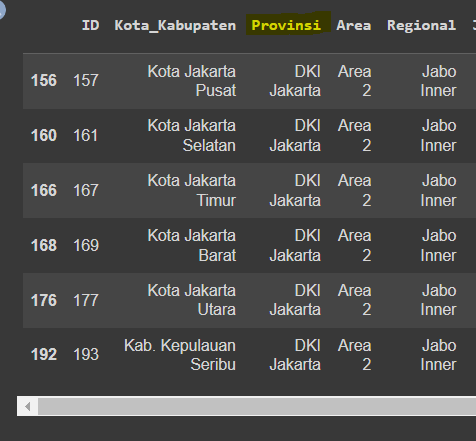 ID Kota_Kabupaten Provinsi Area Regional
156 157 Kota Jakarta Pusat DKI Jakarta Area 2 Jabo Inner
160 161 Kota Jakarta Selatan DKI Jakarta Area 2 Jabo Inner
166 167 Kota Jakarta Timur DKI Jakarta Area 2 Jabo Inner
168 169 Kota Jakarta Barat DKI Jakarta Area 2 Jabo Inner
176 177 Kota Jakarta Utara DKI Jakarta Area 2 Jabo Inner
192 193 Kab. Kepulauan Seribu DKI Jakarta Area 2 Jabo Inner